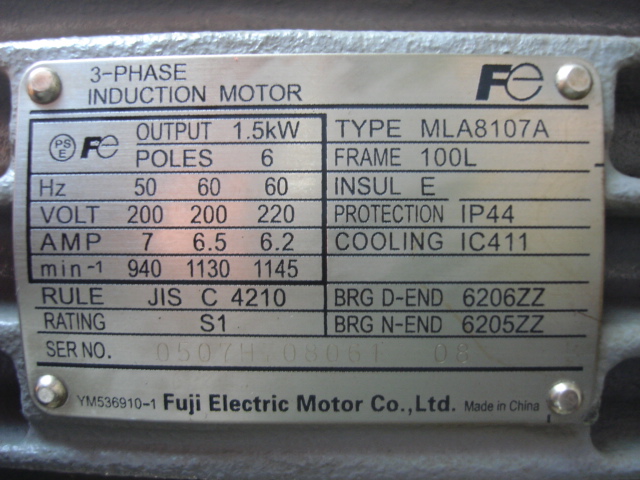 3-PHASE
INDUCTION MOTOR
Fe
PS E Fe OUTPUT 1.5kW
POLES 6
Hz 50 60 60
VOLT 200 200 220
AMP 7 6.5 6.2
min-1 940 1130 1145
RULE JIS C 4210
RATING S1
TYPE MLA8107A
FRAME 100L
INSUL E
PROTECTION IP44
COOLING IC411
BRG D-END 6206ZZ
BRG N-END 6205ZZ
SER NO.
YM536910-1 Fuji Electric Motor Co.,Ltd. Made in China